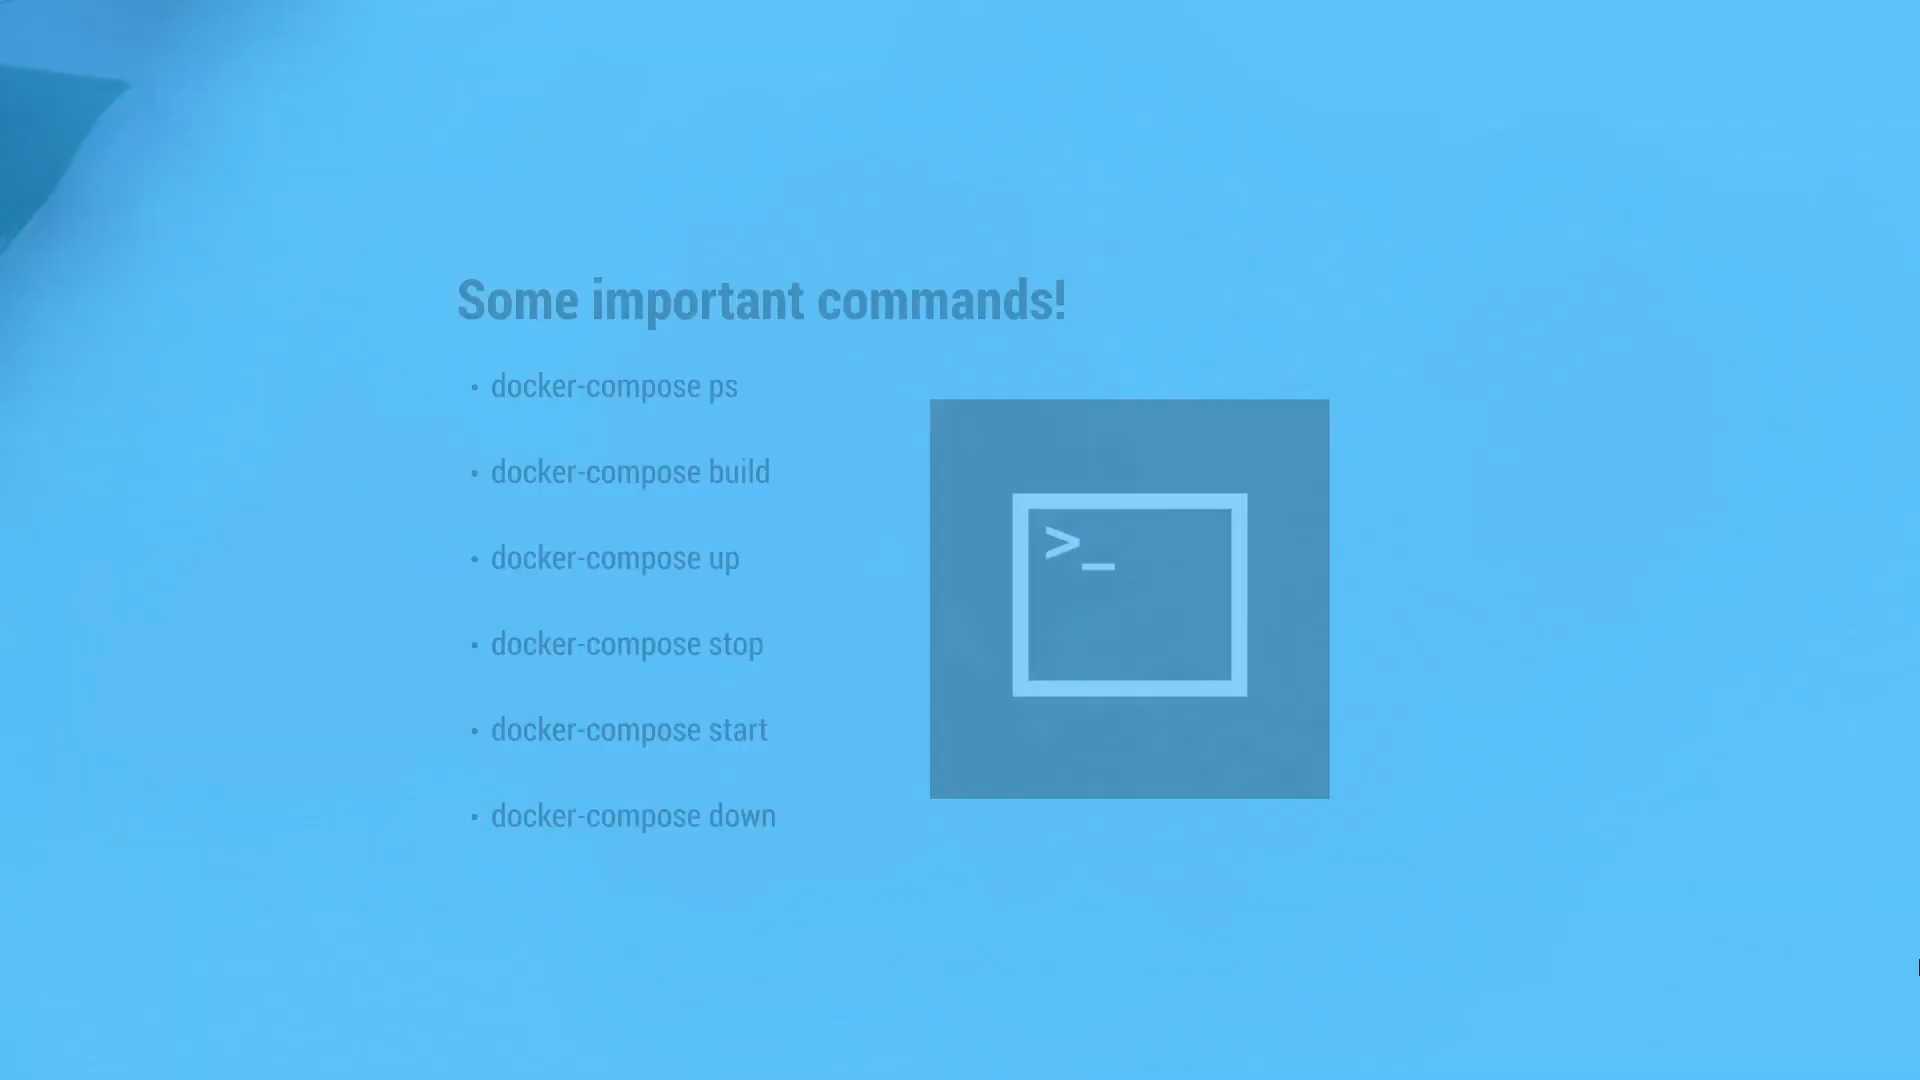 Some important commands!
• docker-compose ps
• docker-compose build
• docker-compose up
• docker-compose stop
• docker-compose start
• docker-compose down
>_